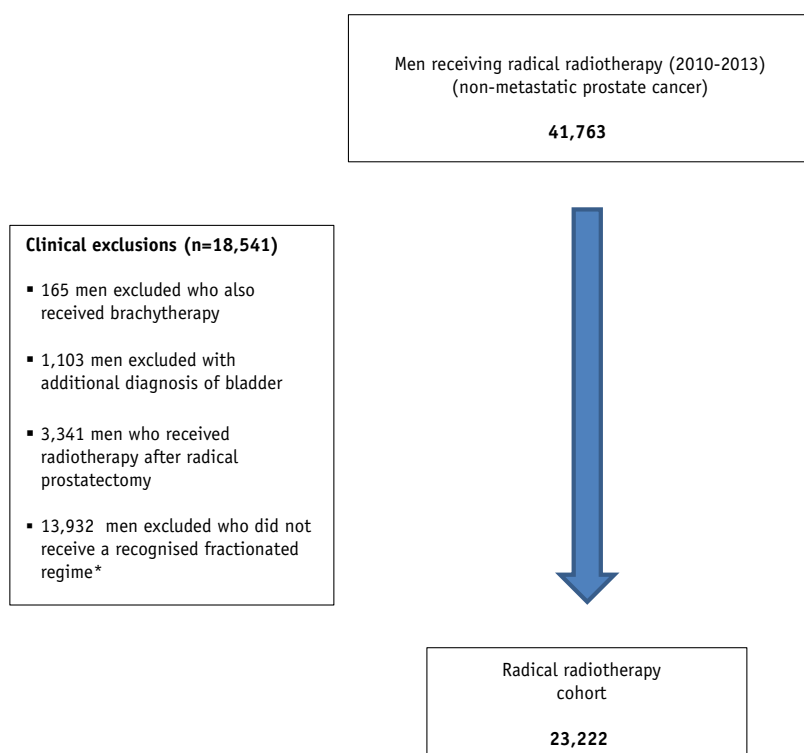 Men receiving radical radiotherapy (2010-2013)
(non-metastatic prostate cancer)
41,763
Clinical exclusions (n=18,541)
▪ 165 men excluded who also
received brachytherapy
▪ 1,103 men excluded with
additional diagnosis of bladder
▪ 3,341 men who received
radiotherapy after radical
prostatectomy
▪ 13,932 men excluded who did not
receive a recognised fractionated
regime*
Radical radiotherapy
cohort
23,222